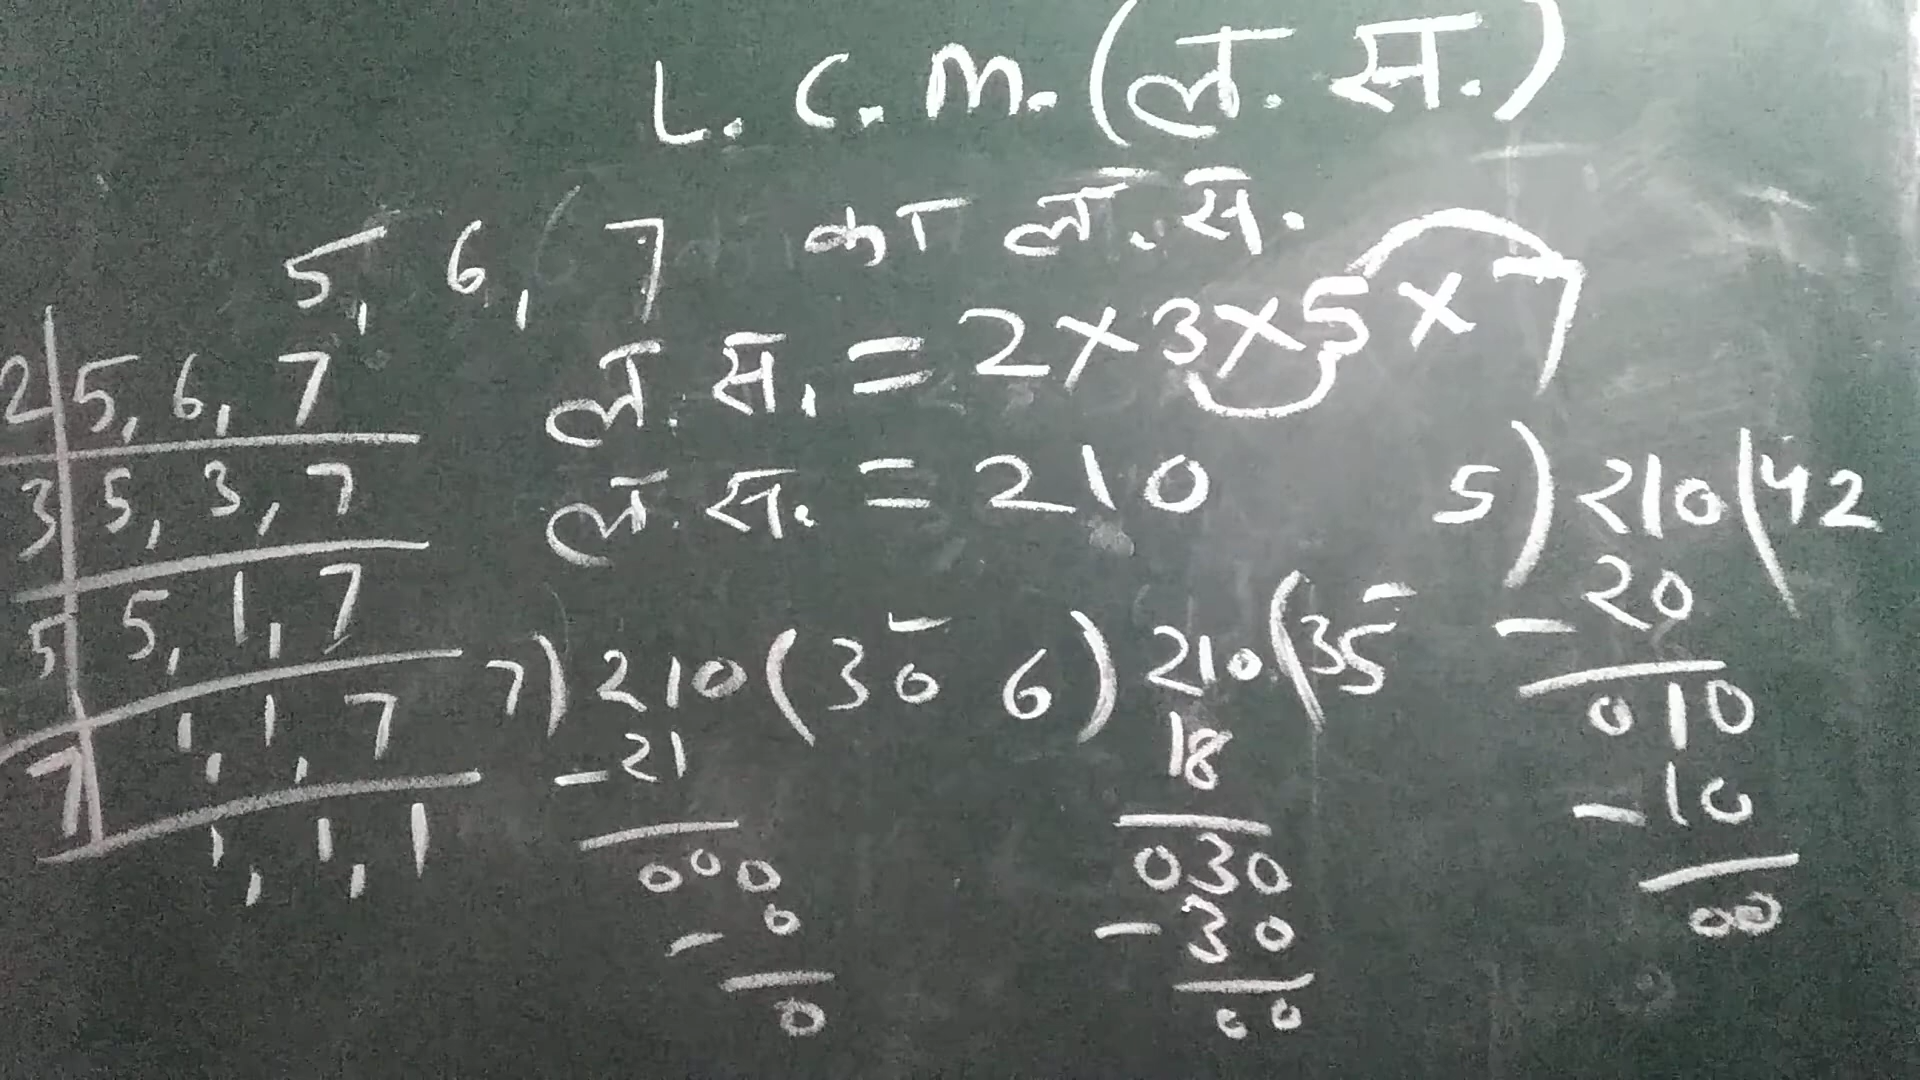 L.C.M. (ल.स.)
5, 6, 7 का ल.स.
2 | 5, 6, 7
3 | 5, 3, 7
5 | 5, 1, 7
7 | 1, 1, 7
1, 1, 1
ल.स. = 2 × 3 × 5 × 7
ल.स. = 210
7) 210 (30
- 21
000
- 0
0
6) 210 (35
18
030
- 30
00
5) 210 (42
- 20
010
- 10
00